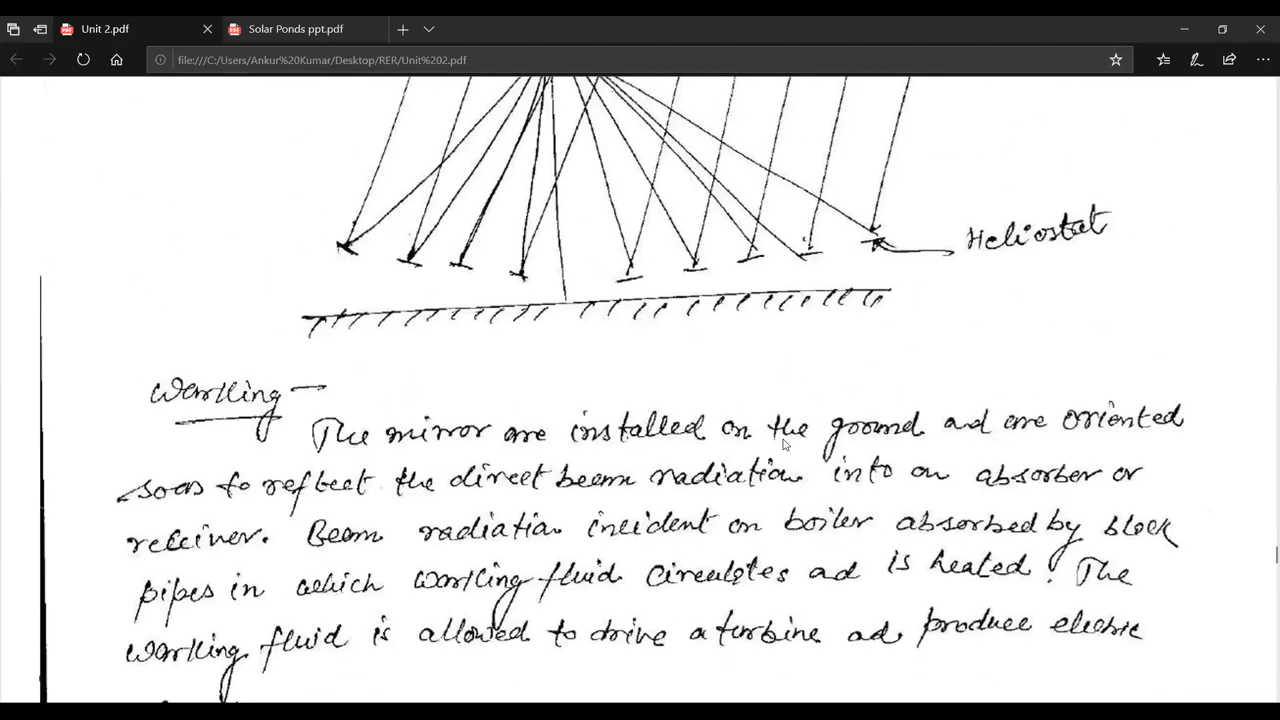 Unit 2.pdf
Solar Ponds ppt.pdf
file:///C:/Users/Ankur%20Kumar/Desktop/RER/Unit%202.pdf
Heliostat
Working —
The mirror are installed on the ground and are oriented
so as to reflect the direct beam radiation into an absorber or
reciever. Beam radiation incident on boiler absorbed by black
pipes in which working fluid circulates ad is heated. The
working fluid is allowed to drive a turbine ad produce electric